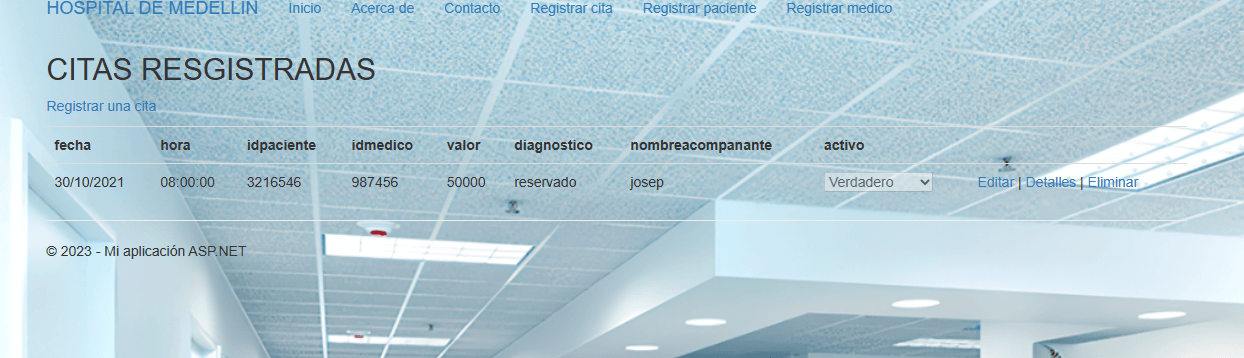 HOSPITAL DE MEDELLIN Inicio Acerca de Contacto Registrar cita Registrar paciente Registrar medico
CITAS RESGISTRADAS
Registrar una cita
fecha hora idpaciente idmedico valor diagnostico nombreacompanante activo
30/10/2021 08:00:00 3216546 987456 50000 reservado josep Verdadero Editar | Detalles | Eliminar
© 2023 - Mi aplicación ASP.NET